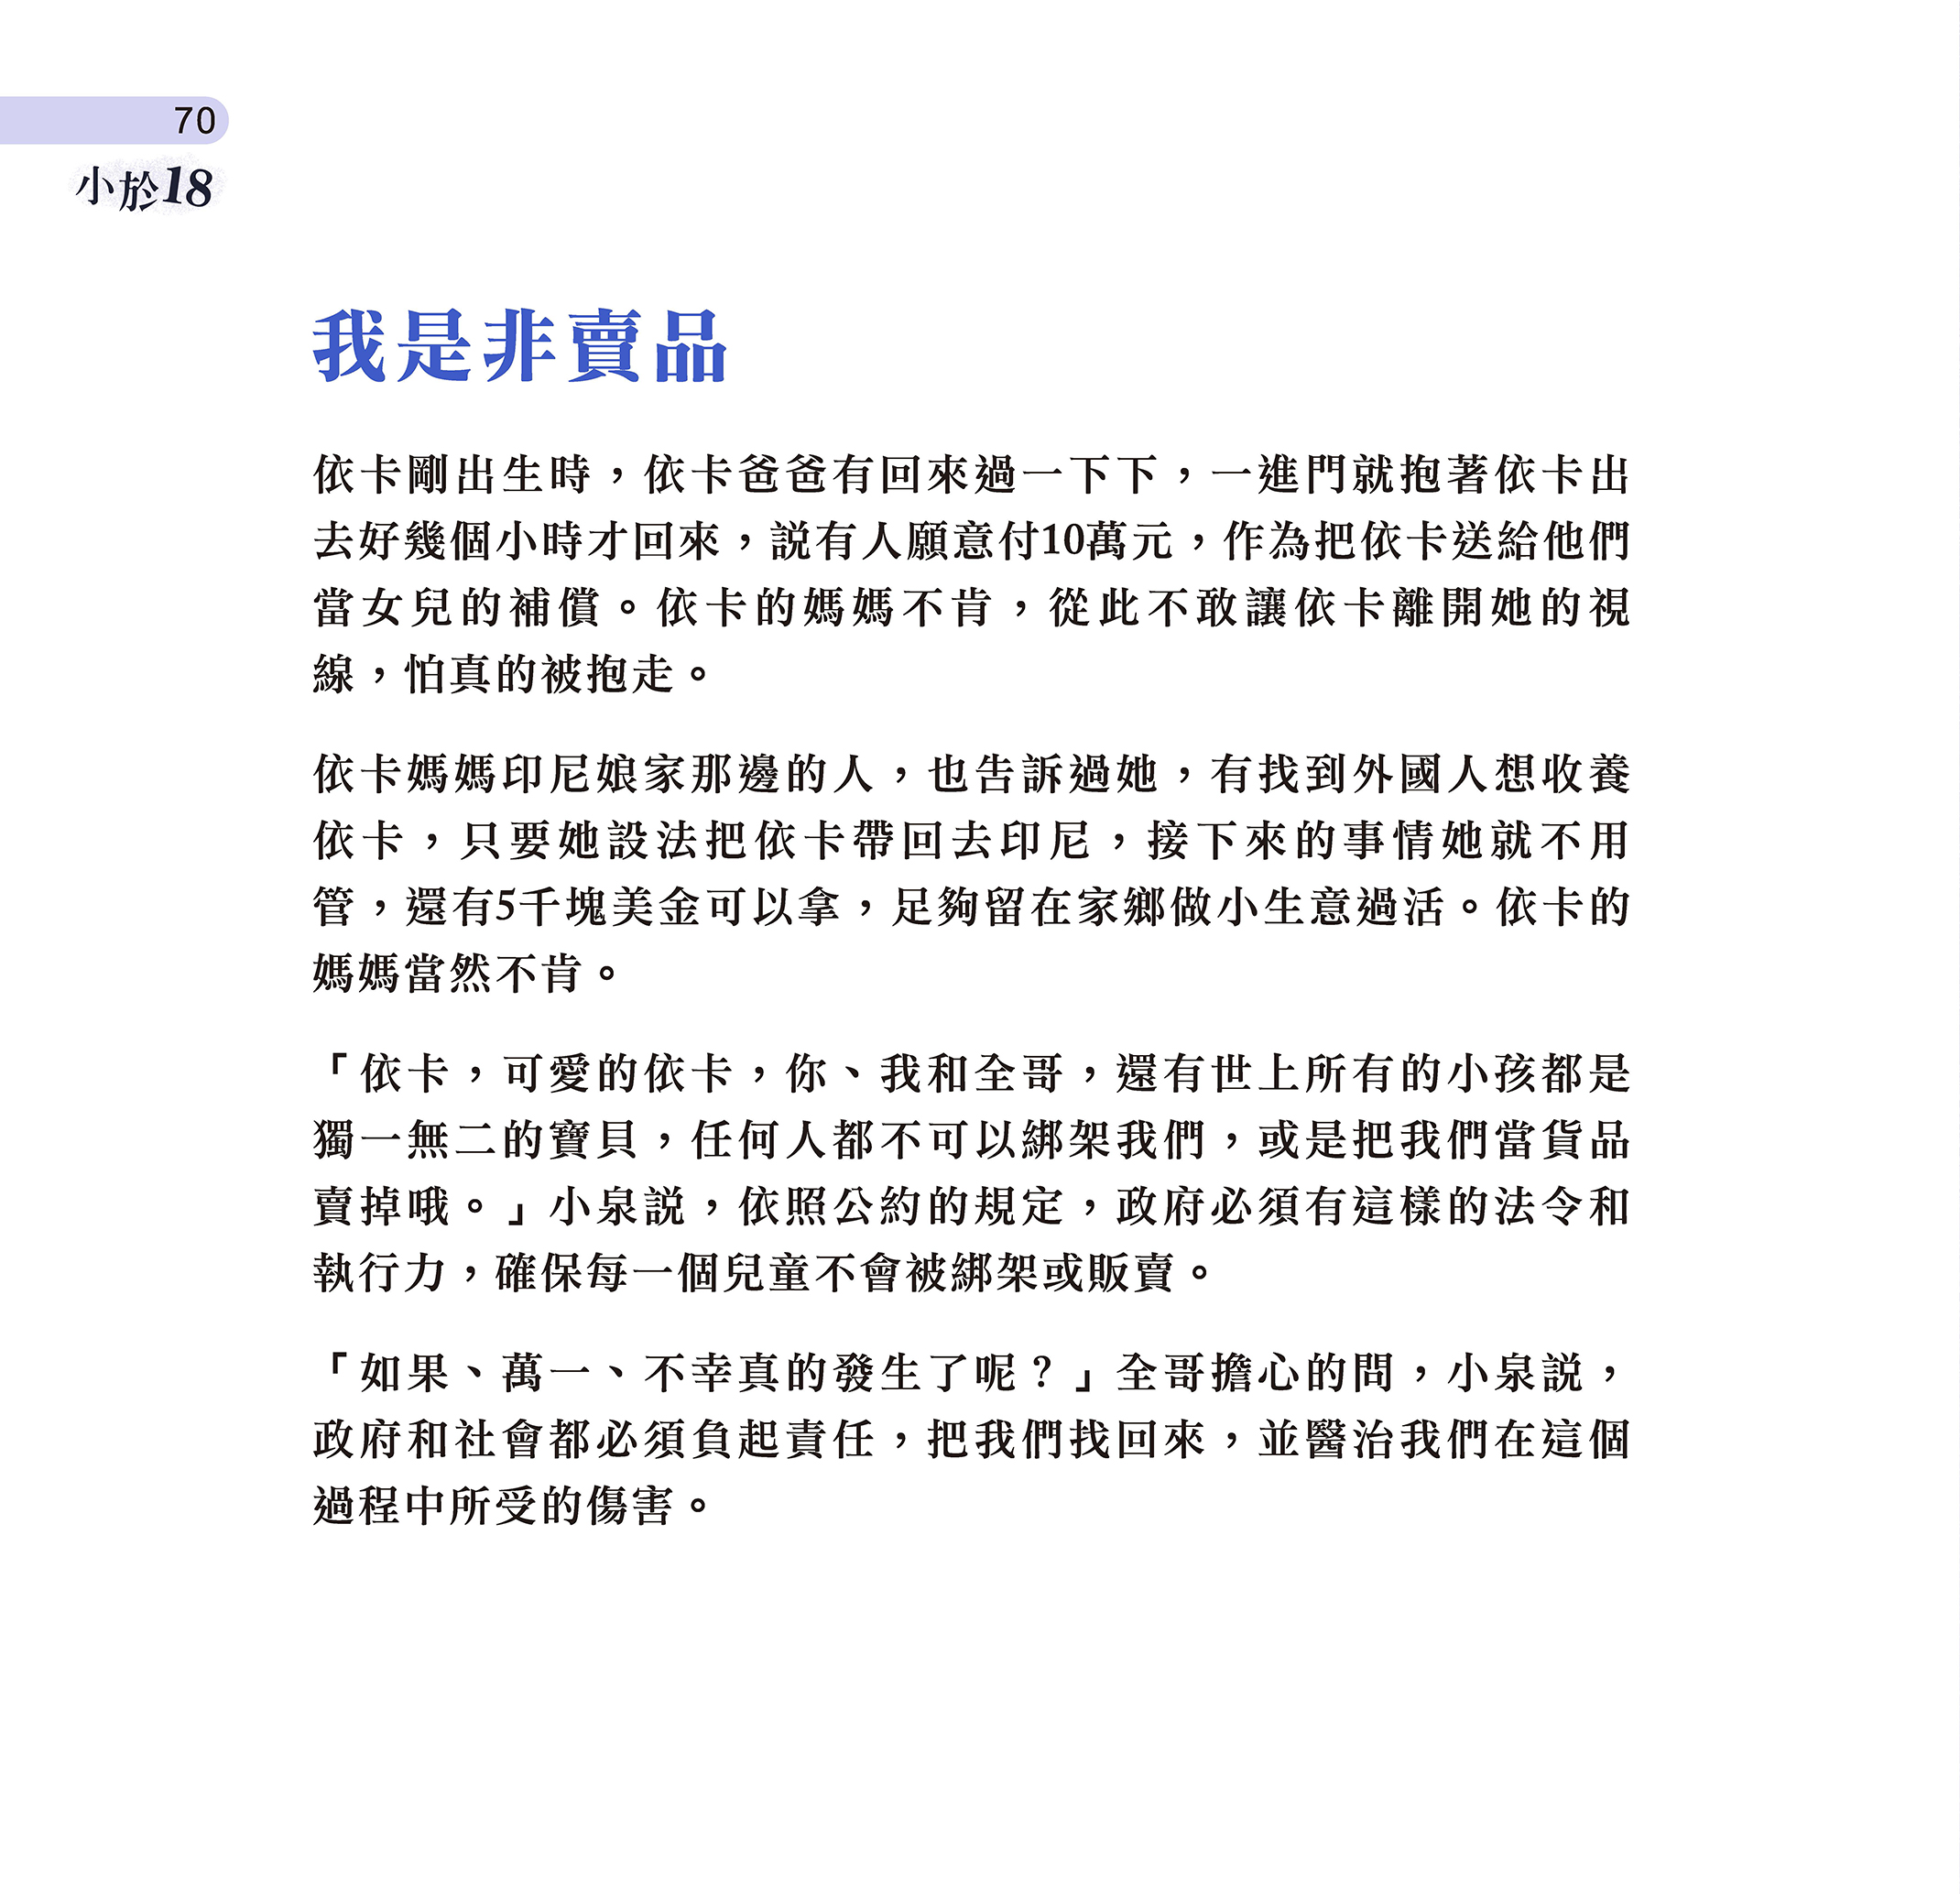 70
小於18
我是非賣品
依卡剛出生時，依卡爸爸有回來過一下下，一進門就抱著依卡出
去好幾個小時才回來，說有人願意付10萬元，作為把依卡送給他們
當女兒的補償。依卡的媽媽不肯，從此不敢讓依卡離開她的視
線，怕真的被抱走。
依卡媽媽印尼娘家那邊的人，也告訴過她，有找到外國人想收養
依卡，只要她設法把依卡帶回去印尼，接下來的事情她就不用
管，還有5千塊美金可以拿，足夠留在家鄉做小生意過活。依卡的
媽媽當然不肯。
「依卡，可愛的依卡，你、我和全哥，還有世上所有的小孩都是
獨一無二的寶貝，任何人都不可以綁架我們，或是把我們當貨品
賣掉哦。」小泉說，依照公約的規定，政府必須有這樣的法令和
執行力，確保每一個兒童不會被綁架或販賣。
「如果、萬一、不幸真的發生了呢？」全哥擔心的問，小泉說，
政府和社會都必須負起責任，把我們找回來，並醫治我們在這個
過程中所受的傷害。